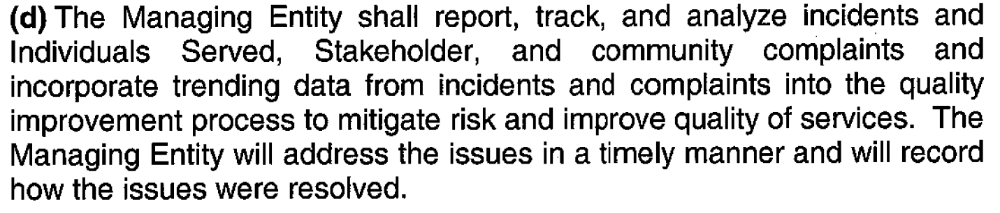 (d) The Managing Entity shall report, track, and analyze incidents and
Individuals Served, Stakeholder, and community complaints and
incorporate trending data from incidents and complaints into the quality
improvement process to mitigate risk and improve quality of services. The
Managing Entity will address the issues in a timely manner and will record
how the issues were resolved.